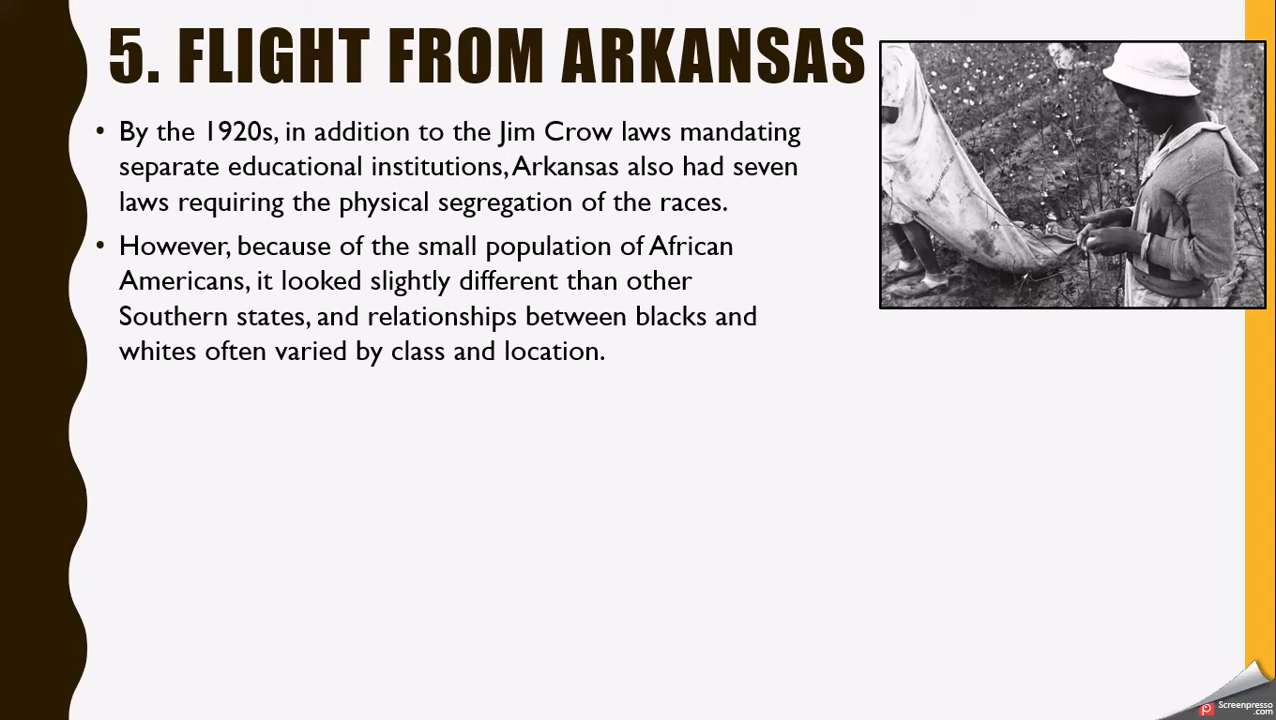 5. FLIGHT FROM ARKANSAS
• By the 1920s, in addition to the Jim Crow laws mandating
separate educational institutions, Arkansas also had seven
laws requiring the physical segregation of the races.
• However, because of the small population of African
Americans, it looked slightly different than other
Southern states, and relationships between blacks and
whites often varied by class and location.
Screenpresso
.com